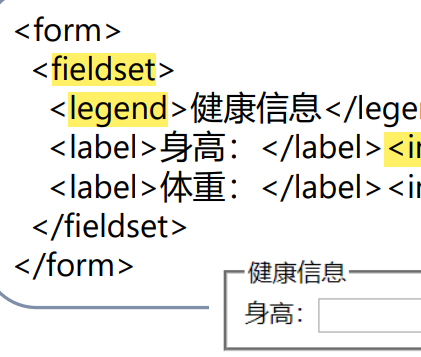 <form>
<fieldset>
<legend>健康信息</lege
<label>身高：</label><i
<label>体重：</label><i
</fieldset>
</form>
健康信息
身高：